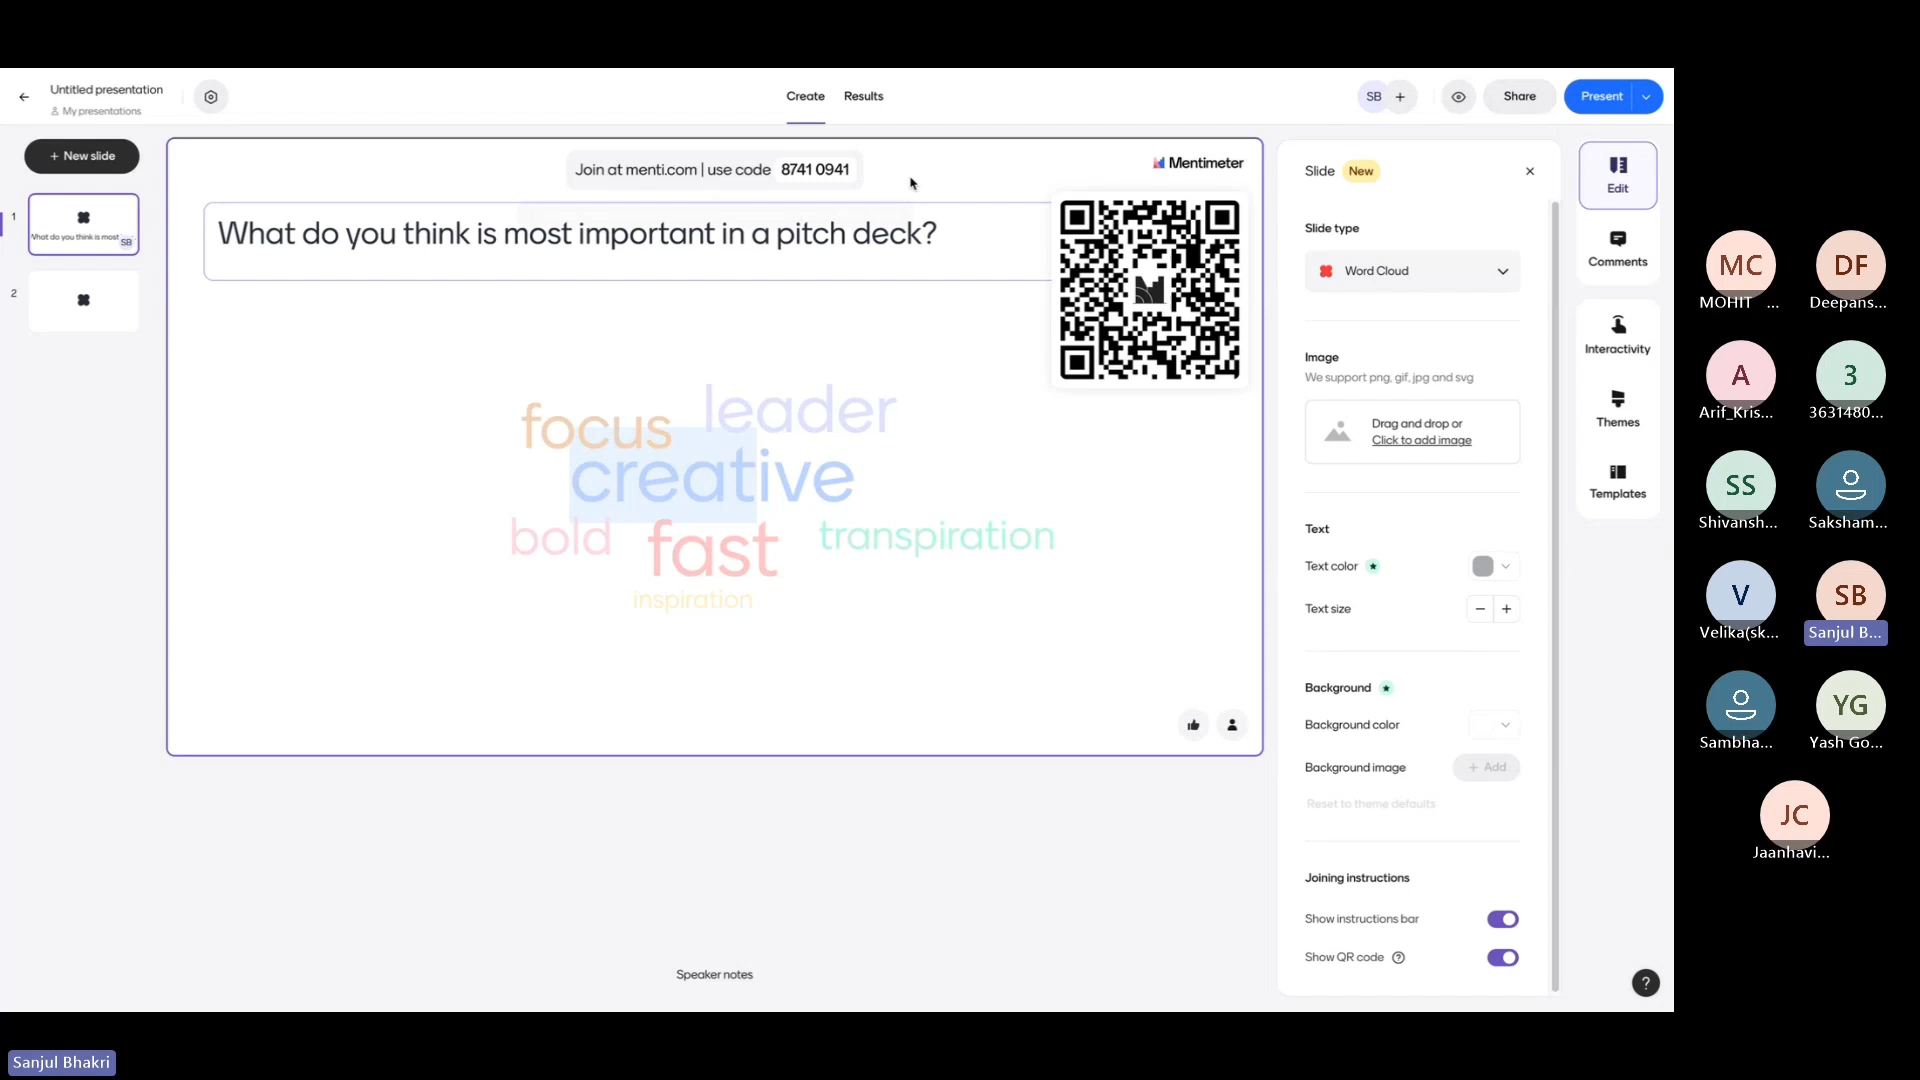 Untitled presentation
My presentations
Create
Results
SB
+
Share
Present
+ New slide
1
What do you think is most
SB
2
Join at menti.com | use code 8741 0941
Mentimeter
What do you think is most important in a pitch deck?
leader
focus
creative
bold
fast
transpiration
inspiration
Speaker notes
Slide
New
Slide type
Word Cloud
Image
We support png, gif, jpg and svg
Drag and drop or
Click to add image
Text
Text color
Text size
Background
Background color
Background image
+ Add
Reset to theme defaults
Joining instructions
Show instructions bar
Show QR code ?
Edit
Comments
Interactivity
Themes
Templates
?
MC
MOHIT ...
DF
Deepans...
A
Arif_Kris...
3
3631480...
SS
Shivansh...
Saksham...
V
Velika(sk...
SB
Sanjul B...
Sambha...
YG
Yash Go...
JC
Jaanhavi...
Sanjul Bhakri